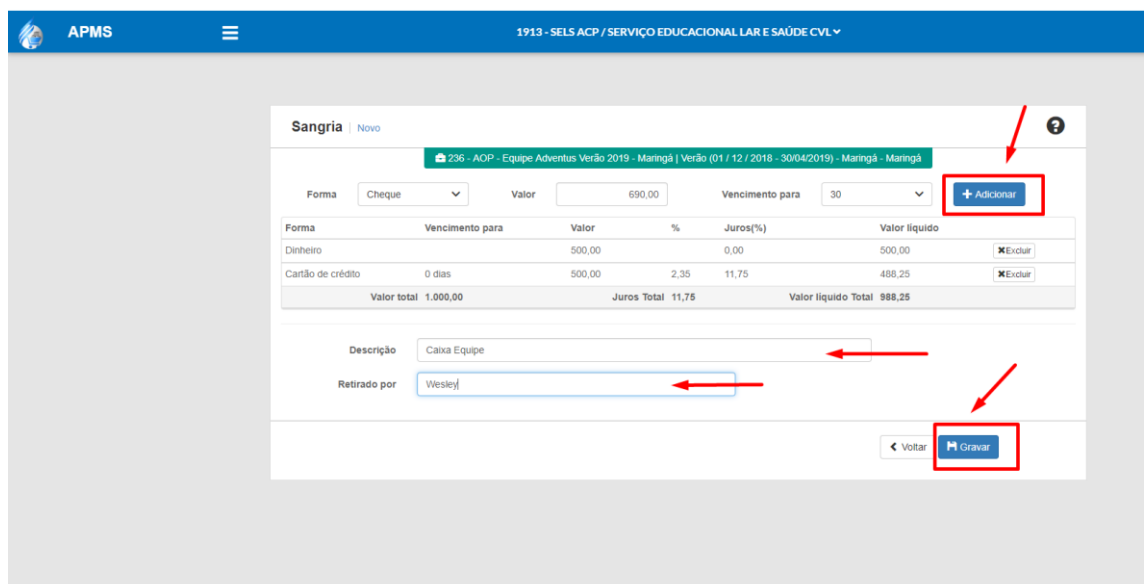 APMS 1913 - SELS ACP / SERVIÇO EDUCACIONAL LAR E SAÚDE CVL
Sangria | Novo
236 - AOP - Equipe Adventus Verão 2019 - Maringá | Verão (01 / 12 / 2018 - 30/04/2019) - Maringá - Maringá
Forma Cheque Valor 690,00 Vencimento para 30 Adicionar
Forma Vencimento para Valor % Juros(%) Valor líquido
Dinheiro 500,00 0,00 500,00 Excluir
Cartão de crédito 0 dias 500,00 2,35 11,75 488,25 Excluir
Valor total 1.000,00 Juros Total 11,75 Valor líquido Total 988,25
Descrição Caixa Equipe
Retirado por Wesley
Voltar Gravar